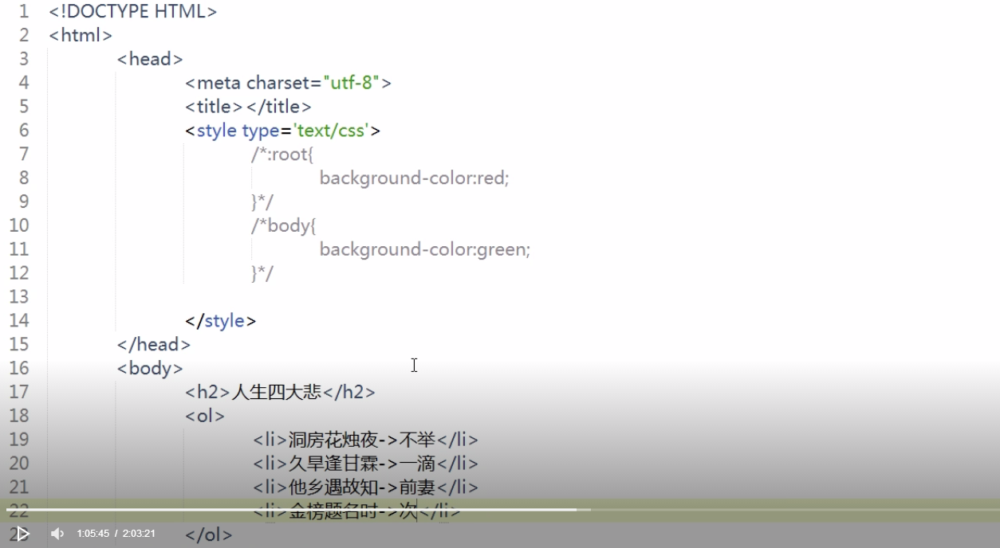 1 <!DOCTYPE HTML>
2 <html>
3 <head>
4 <meta charset="utf-8">
5 <title></title>
6 <style type='text/css'>
7 /*:root{
8 background-color:red;
9 }*/
10 /*body{
11 background-color:green;
12 }*/
13
14 </style>
15 </head>
16 <body>
17 <h2>人生四大悲</h2>
18 <ol>
19 <li>洞房花烛夜->不举</li>
20 <li>久旱逢甘霖->一滴</li>
21 <li>他乡遇故知->前妻</li>
22 <li>金榜题名时->次</li>
23 </ol>
1:05:45 / 2:03:21